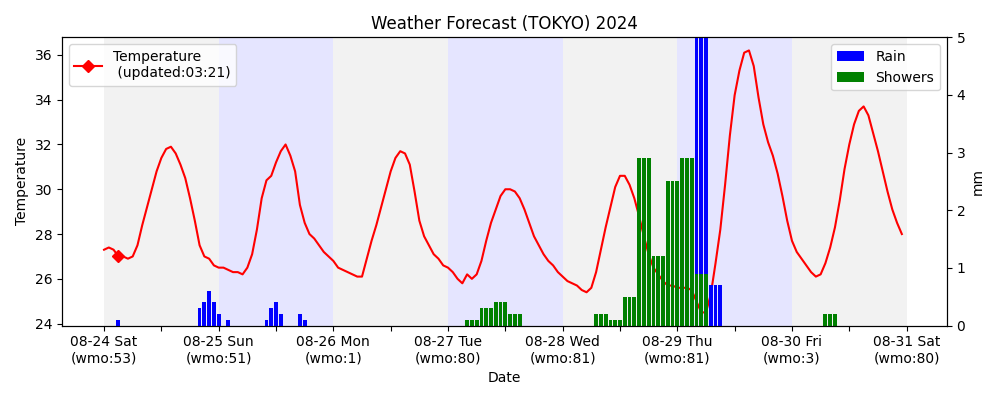 Weather Forecast (TOKYO) 2024
Temperature
(updated:03:21)
Rain
Showers
36
34
32
30
28
26
24
Temperature
5
4
3
2
1
0
mm
08-24 Sat
(wmo:53)
08-25 Sun
(wmo:51)
08-26 Mon
(wmo:1)
08-27 Tue
(wmo:80)
08-28 Wed
(wmo:81)
08-29 Thu
(wmo:81)
08-30 Fri
(wmo:3)
08-31 Sat
(wmo:80)
Date